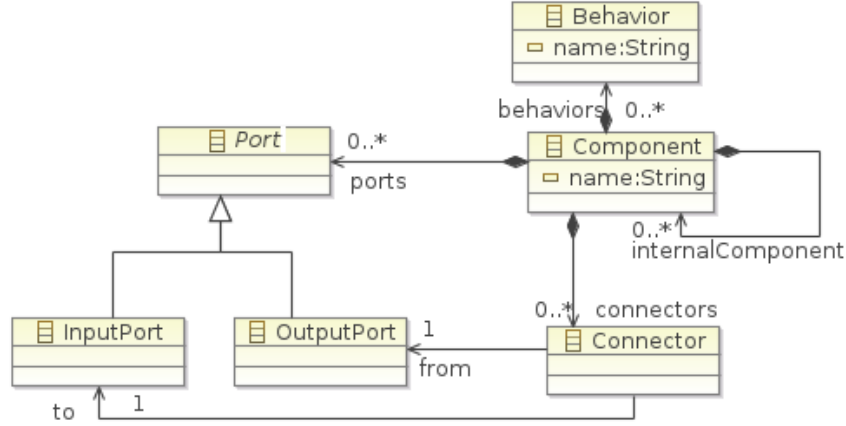 Behavior
name:String
behaviors 0..*
Port
0..*
ports
Component
name:String
0..*
internalComponent
0..* connectors
InputPort
OutputPort
1
from
Connector
to 1